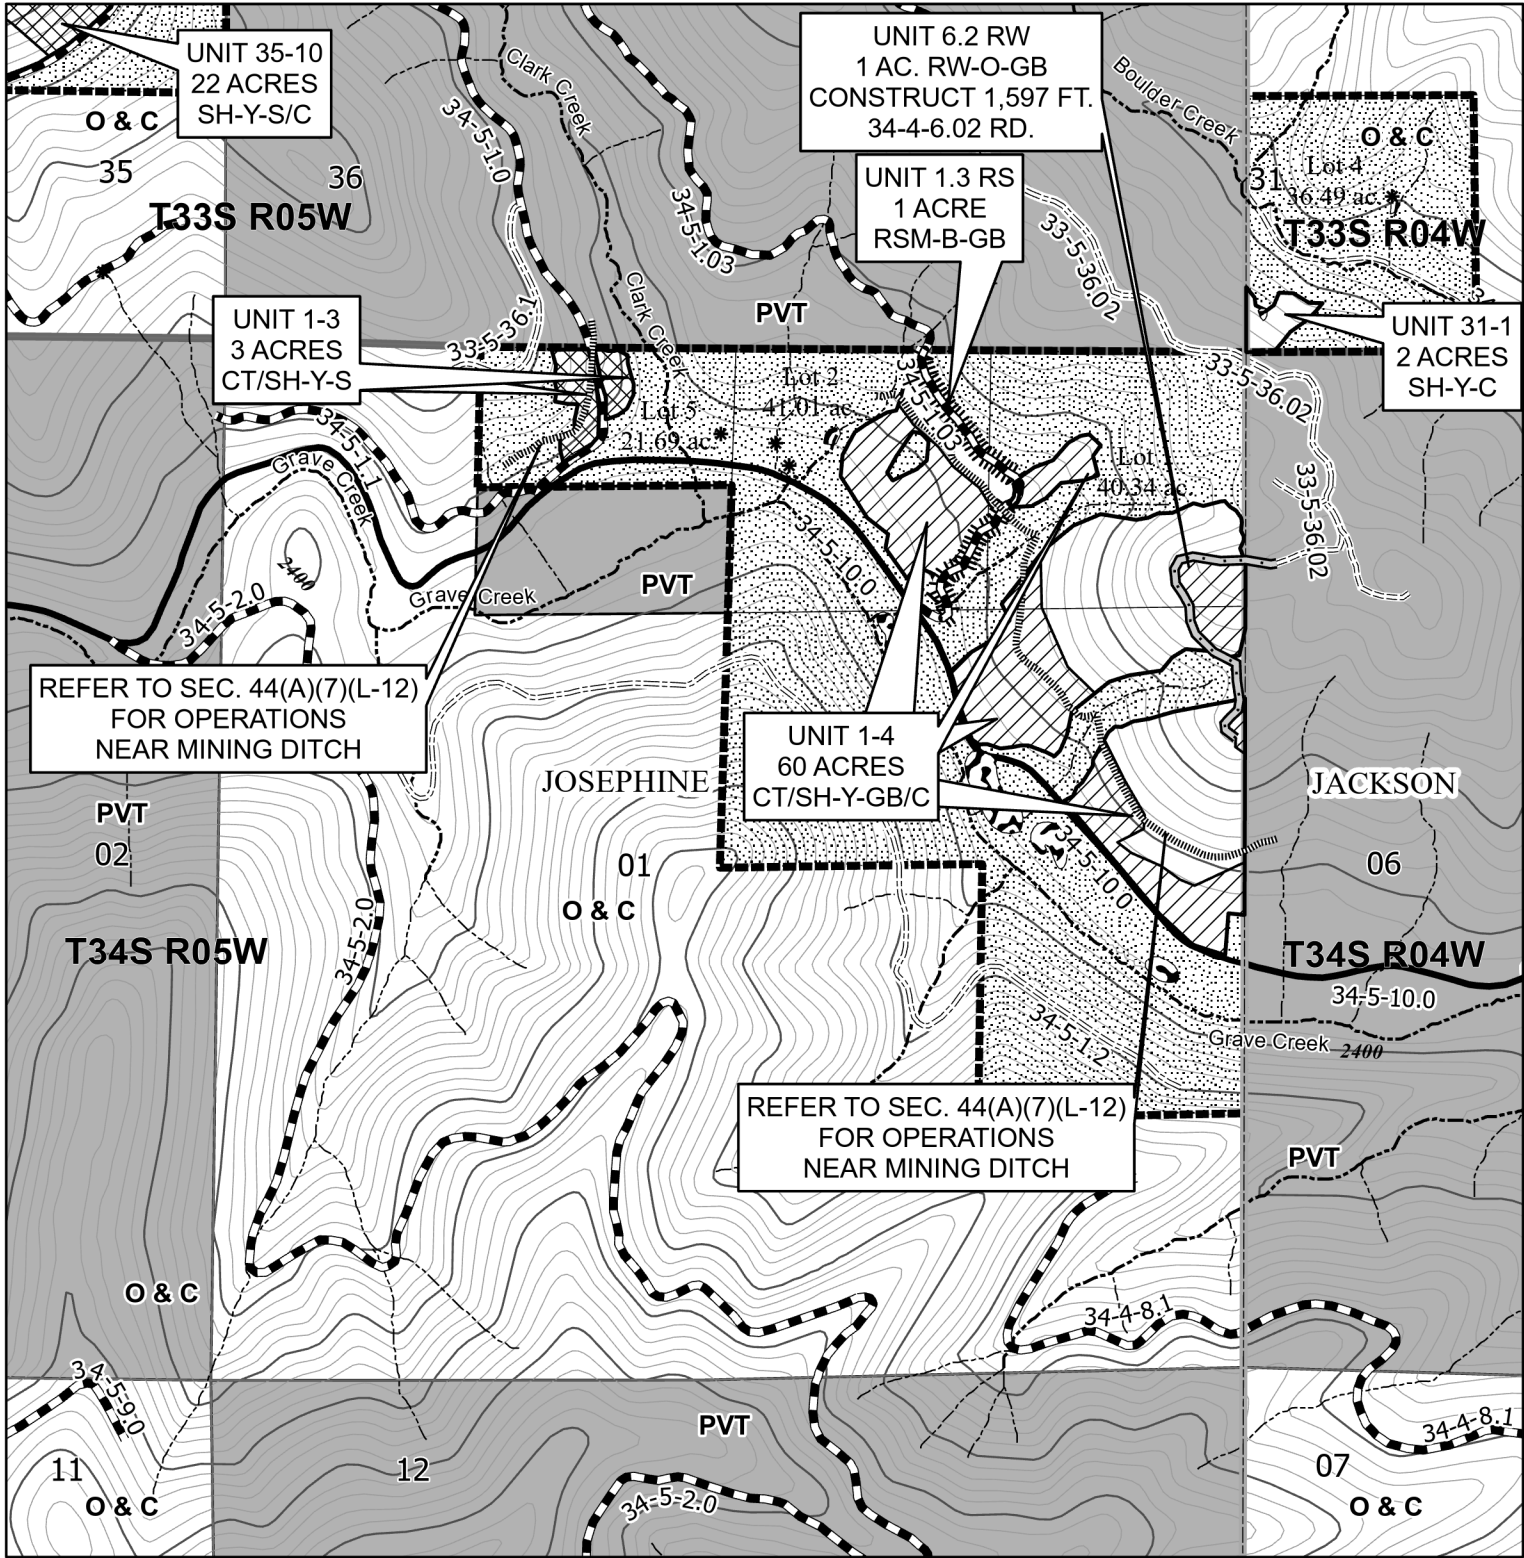 UNIT 35-10
22 ACRES
SH-Y-S/C
O & C
35
36
T33S R05W
34-5-1.0
Clark Creek
Clark Creek
34-5-1.03
UNIT 6.2 RW
1 AC. RW-O-GB
CONSTRUCT 1,597 FT.
34-4-6.02 RD.
UNIT 1.3 RS
1 ACRE
RSM-B-GB
Boulder Creek
O & C
31
Lot 4
36.49 ac
T33S R04W
33-5-36.02
PVT
UNIT 1-3
3 ACRES
CT/SH-Y-S
33-5-36.1
UNIT 31-1
2 ACRES
SH-Y-C
33-5-36.02
33-5-36.02
Lot 2
41.01 ac
Lot 5
21.69 ac
34-5-1.03
Lot
40.34 ac
34-5-1.1
Grave Creek
2400
34-5-2.0
Grave Creek
PVT
34-5-10.0
REFER TO SEC. 44(A)(7)(L-12)
FOR OPERATIONS
NEAR MINING DITCH
UNIT 1-4
60 ACRES
CT/SH-Y-GB/C
JOSEPHINE
JACKSON
PVT
02
01
O & C
06
34-5-10.0
T34S R05W
34-5-2.0
T34S R04W
34-5-10.0
34-5-1.2
Grave Creek
2400
REFER TO SEC. 44(A)(7)(L-12)
FOR OPERATIONS
NEAR MINING DITCH
PVT
O & C
34-4-8.1
34-5-9.0
11
O & C
12
PVT
34-5-2.0
34-4-8.1
07
O & C